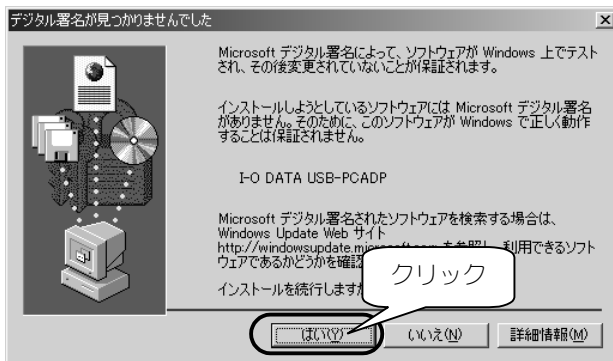 デジタル署名が見つかりませんでした
Microsoft デジタル署名によって、ソフトウェアが Windows 上でテスト
され、その後変更されていないことが保証されます。
インストールしようとしているソフトウェアには Microsoft デジタル署名
がありません。そのために、このソフトウェアが Windows で正しく動作
することは保証されません。
I-O DATA USB-PCADP
Microsoft デジタル署名されたソフトウェアを検索する場合は、
Windows Update Web サイト
http://windowsupdate.microsoft.com を参照し、利用できるソフト
ウェアであるかどうかを確認
インストールを続行しますか
クリック
はい(Y)
いいえ(N)
詳細情報(M)